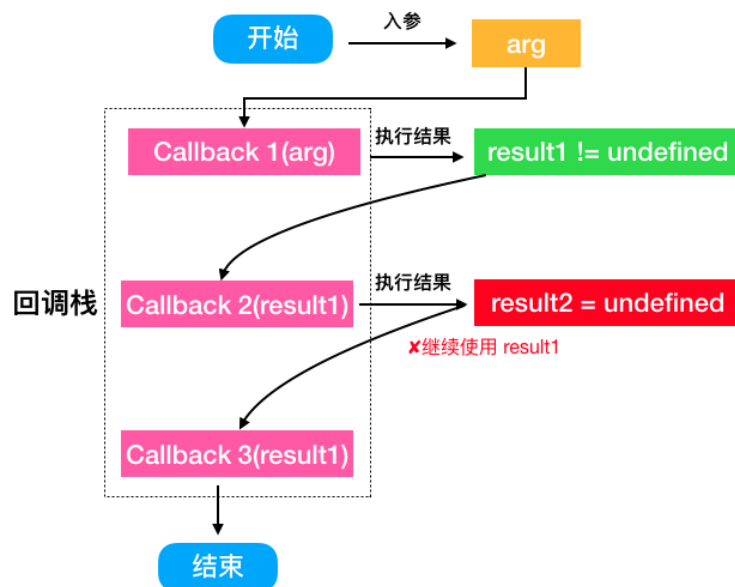 开始
入参
arg
Callback 1(arg)
执行结果
result1 != undefined
回调栈
Callback 2(result1)
执行结果
result2 = undefined
✘继续使用 result1
Callback 3(result1)
结束